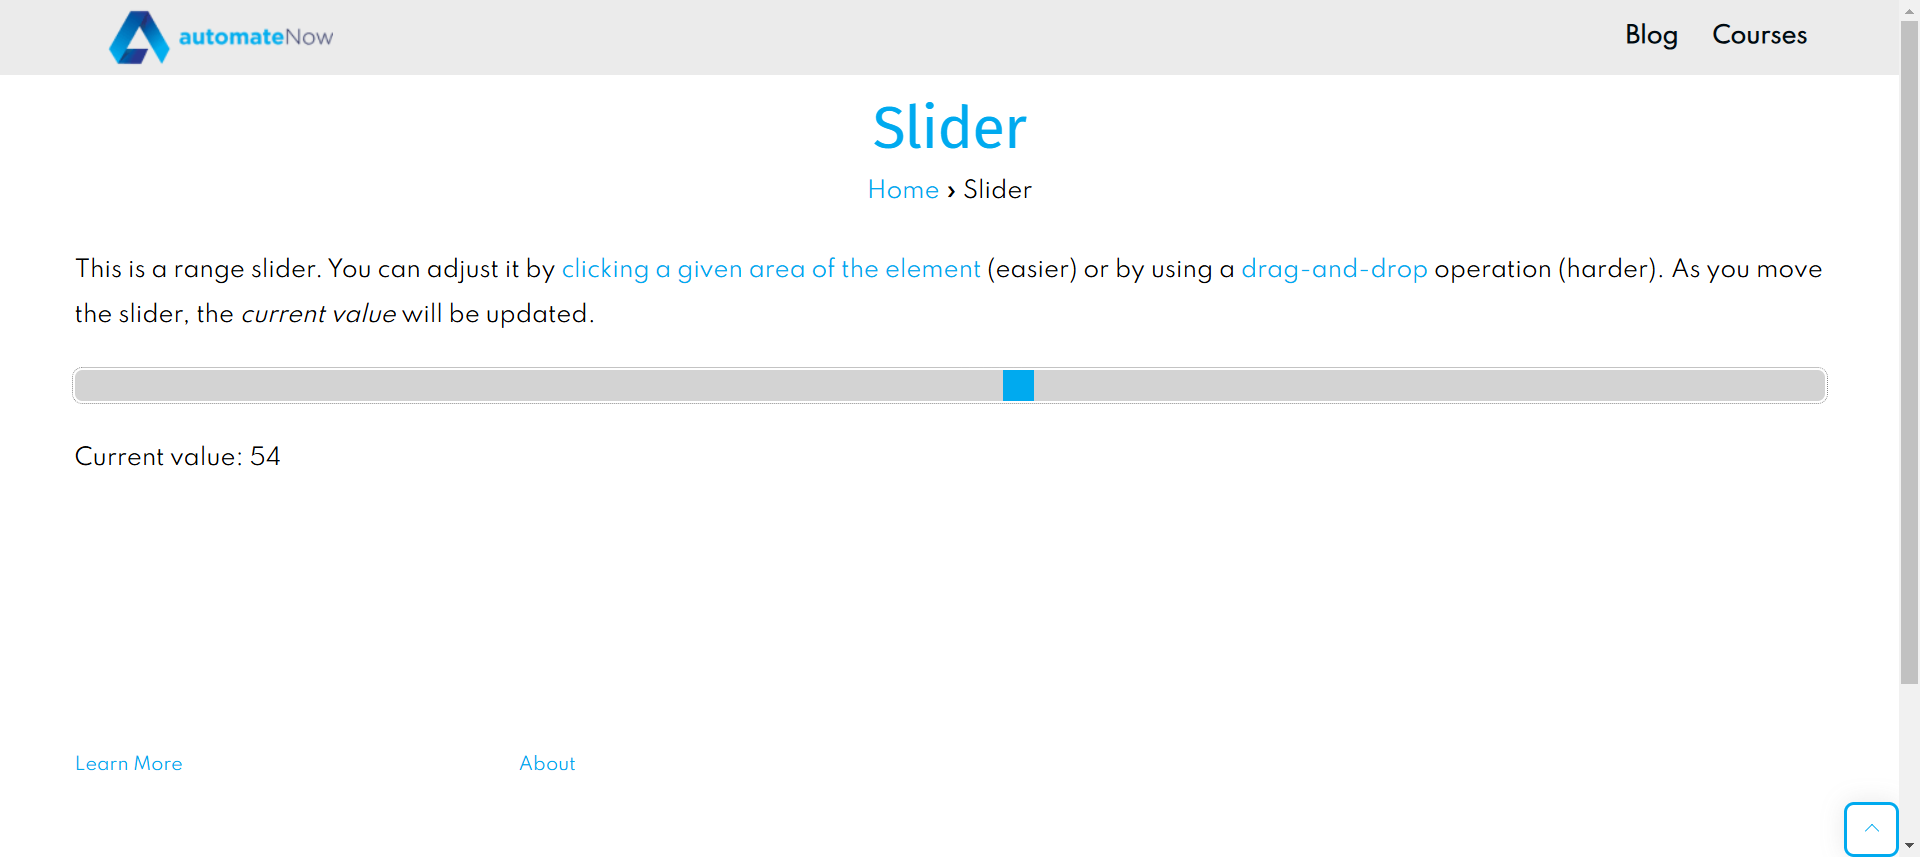 automateNow
Blog Courses
Slider
Home › Slider
This is a range slider. You can adjust it by clicking a given area of the element (easier) or by using a drag-and-drop operation (harder). As you move
the slider, the current value will be updated.
Current value: 54
Learn More About